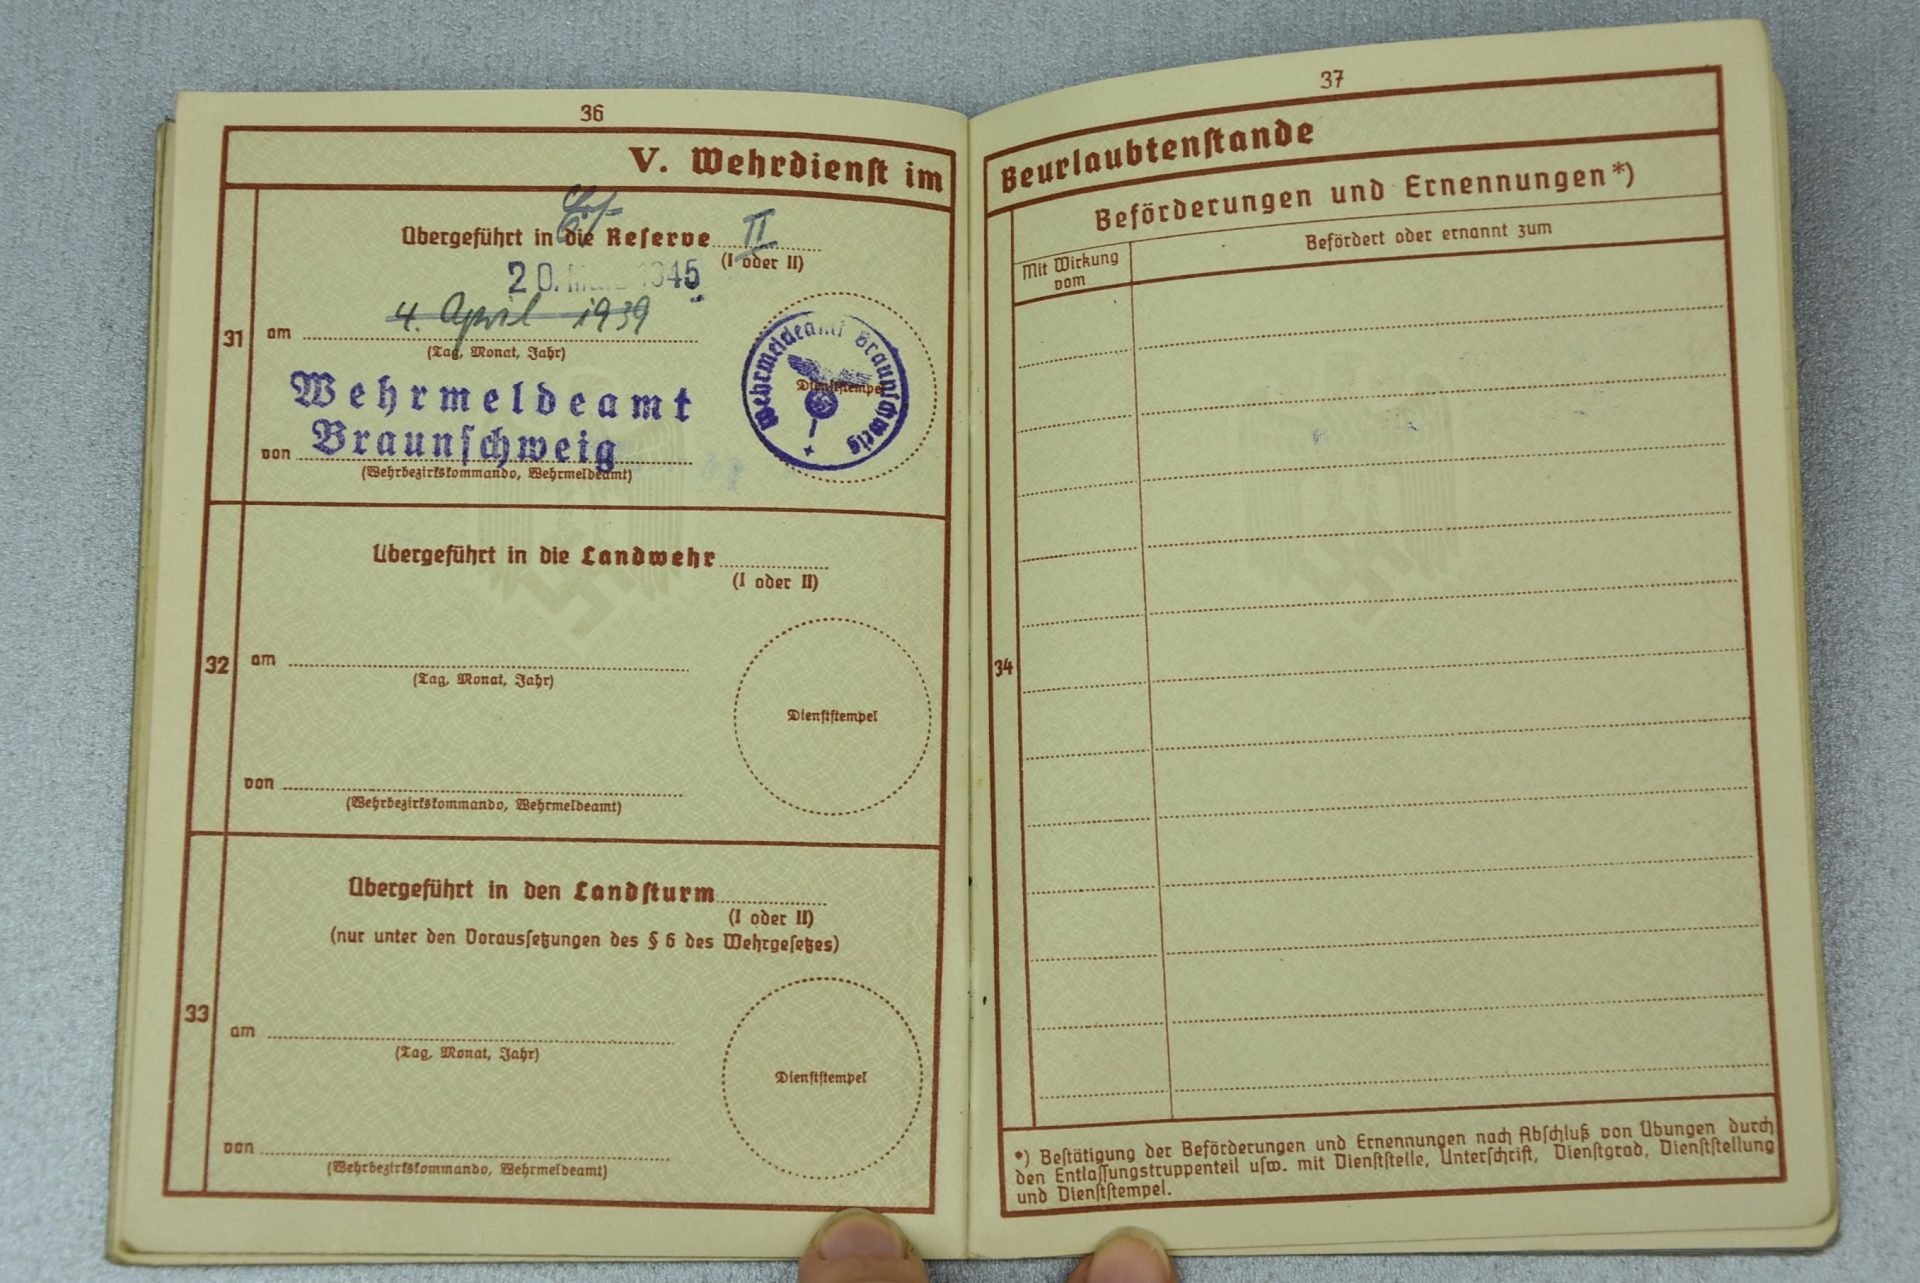 36
V. Wehrdienst im
Übergeführt in die Reserve II
(I oder II)
20. 1945
31
am 4. April 1939
(Tag, Monat, Jahr)
Wehrmeldeamt
Braunschweig
von
(Wehrbezirkskommando, Wehrmeldeamt)
Wehrmeldeamt Braunschweig
Dienststempel
Übergeführt in die Landwehr
(I oder II)
32
am
(Tag, Monat, Jahr)
Dienststempel
von
(Wehrbezirkskommando, Wehrmeldeamt)
Übergeführt in den Landsturm
(I oder II)
(nur unter den Voraussetzungen des § 6 des Wehrgesetzes)
33
am
(Tag, Monat, Jahr)
Dienststempel
von
(Wehrbezirkskommando, Wehrmeldeamt)
37
Beurlaubtenstande
Beförderungen und Ernennungen*)
Mit Wirkung
vom
Befördert oder ernannt zum
34
*) Bestätigung der Beförderungen und Ernennungen nach Abschluß von Übungen durch
den Entlassungstruppenteil usw. mit Dienststelle, Unterschrift, Dienstgrad, Dienststellung
und Dienststempel.